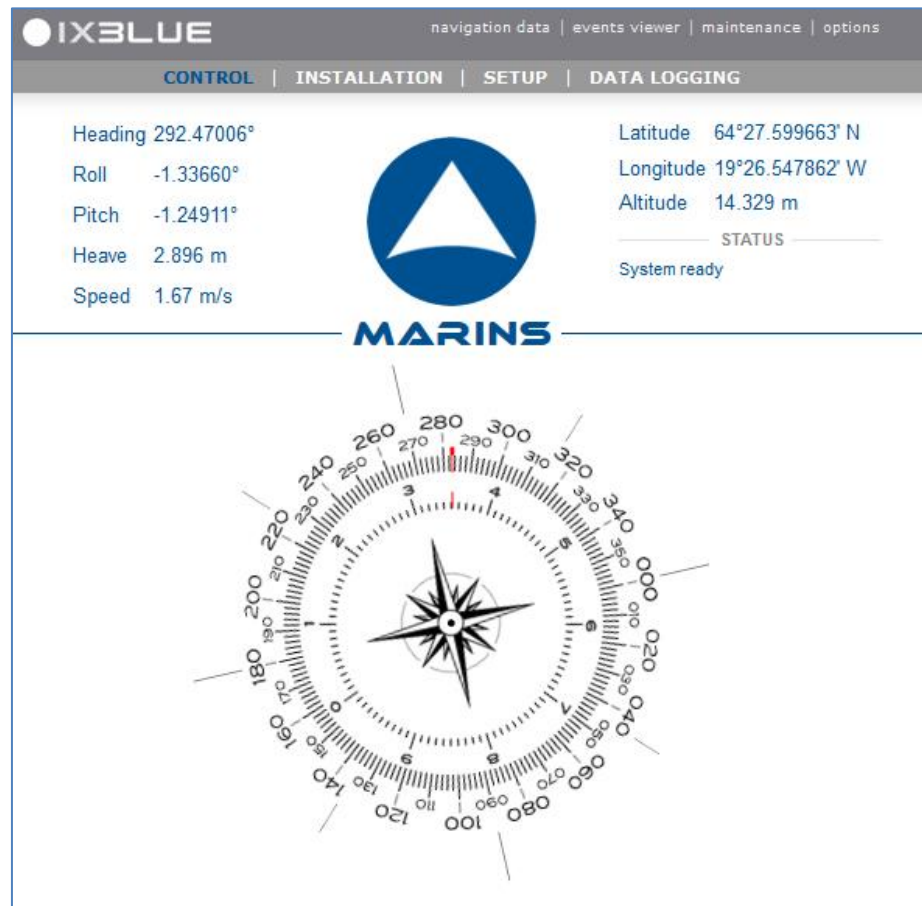 IXBLUE
navigation data | events viewer | maintenance | options
CONTROL | INSTALLATION | SETUP | DATA LOGGING
Heading 292.47006°
Roll -1.33660°
Pitch -1.24911°
Heave 2.896 m
Speed 1.67 m/s
Latitude 64°27.599663' N
Longitude 19°26.547862' W
Altitude 14.329 m
STATUS
System ready
MARINS
000 020 040 060 080 100 120 140 160 180 200 220 240 260 280 300 320 340
010 030 050 070 090 110 130 150 170 190 210 230 250 270 290 310 330 350
0 1 2 3 4 5 6 7 8 9